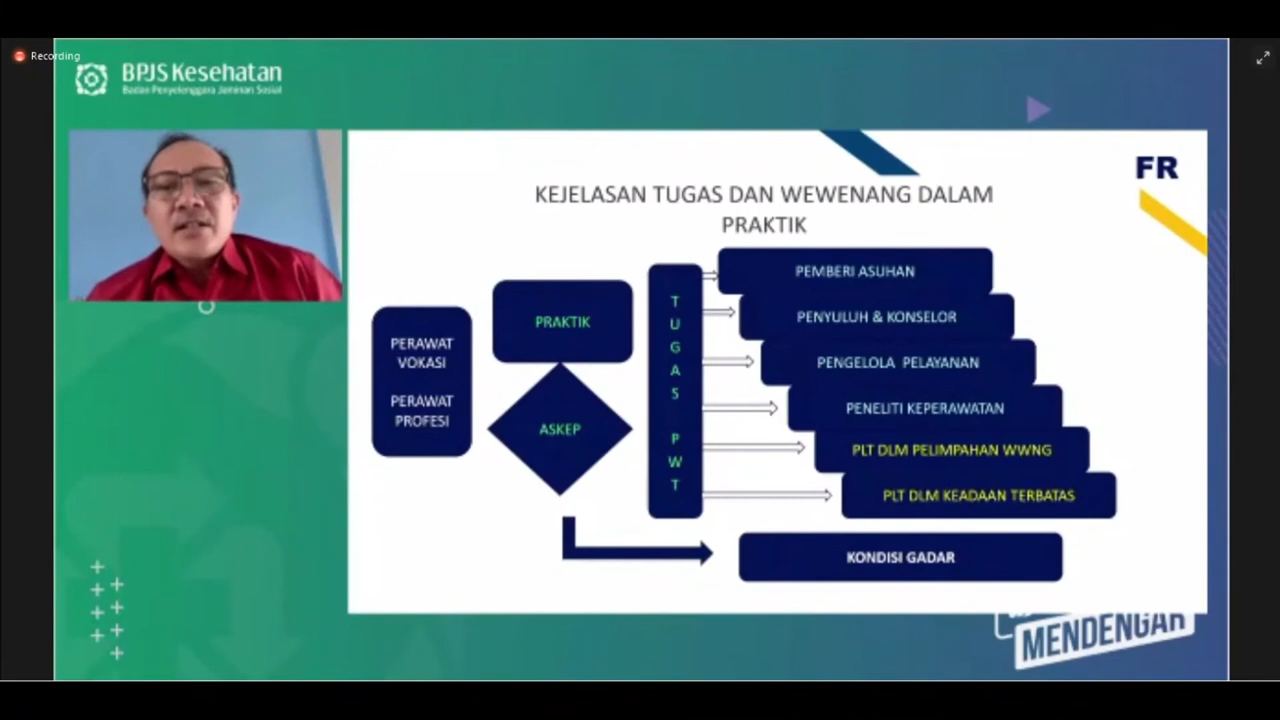 Recording
BPJS Kesehatan
Badan Penyelenggara Jaminan Sosial
FR
KEJELASAN TUGAS DAN WEWENANG DALAM
PRAKTIK
PERAWAT
VOKASI
PERAWAT
PROFESI
PRAKTIK
ASKEP
TUGAS PWT
PEMBERI ASUHAN
PENYULUH & KONSELOR
PENGELOLA PELAYANAN
PENELITI KEPERAWATAN
PLT DLM PELIMPAHAN WWNG
PLT DLM KEADAAN TERBATAS
KONDISI GADAR
MENDENGAR